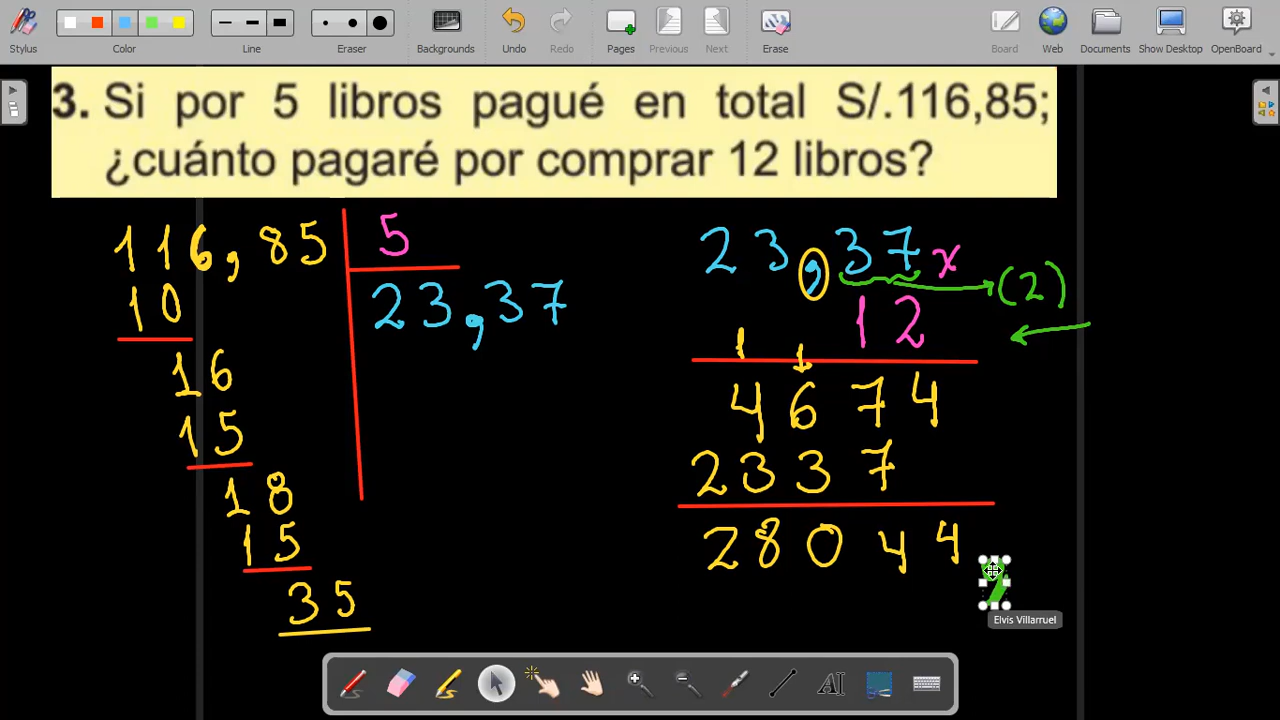 Stylus Color Line Eraser Backgrounds Undo Redo Pages Previous Next Erase Board Web Documents Show Desktop OpenBoard
3. Si por 5 libros pagué en total S/.116,85;
¿cuánto pagaré por comprar 12 libros?
116,85 5
10 23,37
16
15
18
15
35
23,37 x (2)
12
1 1
4674
2337
28044
,
Elvis Villarruel
AI